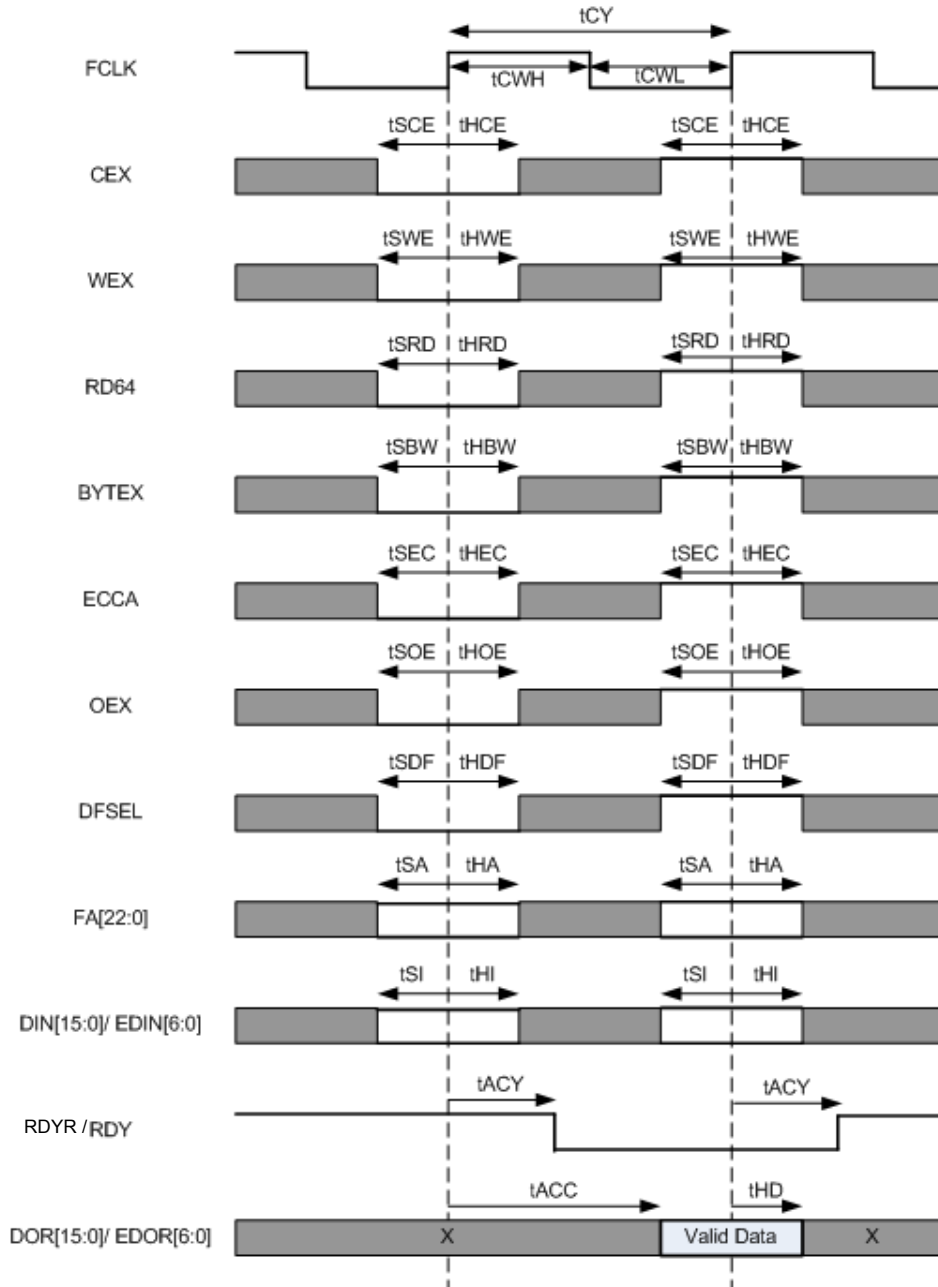 tCY
FCLK
tCWH tCWL
tSCE tHCE tSCE tHCE
CEX
tSWE tHWE tSWE tHWE
WEX
tSRD tHRD tSRD tHRD
RD64
tSBW tHBW tSBW tHBW
BYTEX
tSEC tHEC tSEC tHEC
ECCA
tSOE tHOE tSOE tHOE
OEX
tSDF tHDF tSDF tHDF
DFSEL
tSA tHA tSA tHA
FA[22:0]
tSI tHI tSI tHI
DIN[15:0]/ EDIN[6:0]
tACY tACY
RDYR /RDY
tACC tHD
DOR[15:0]/ EDOR[6:0] X Valid Data X